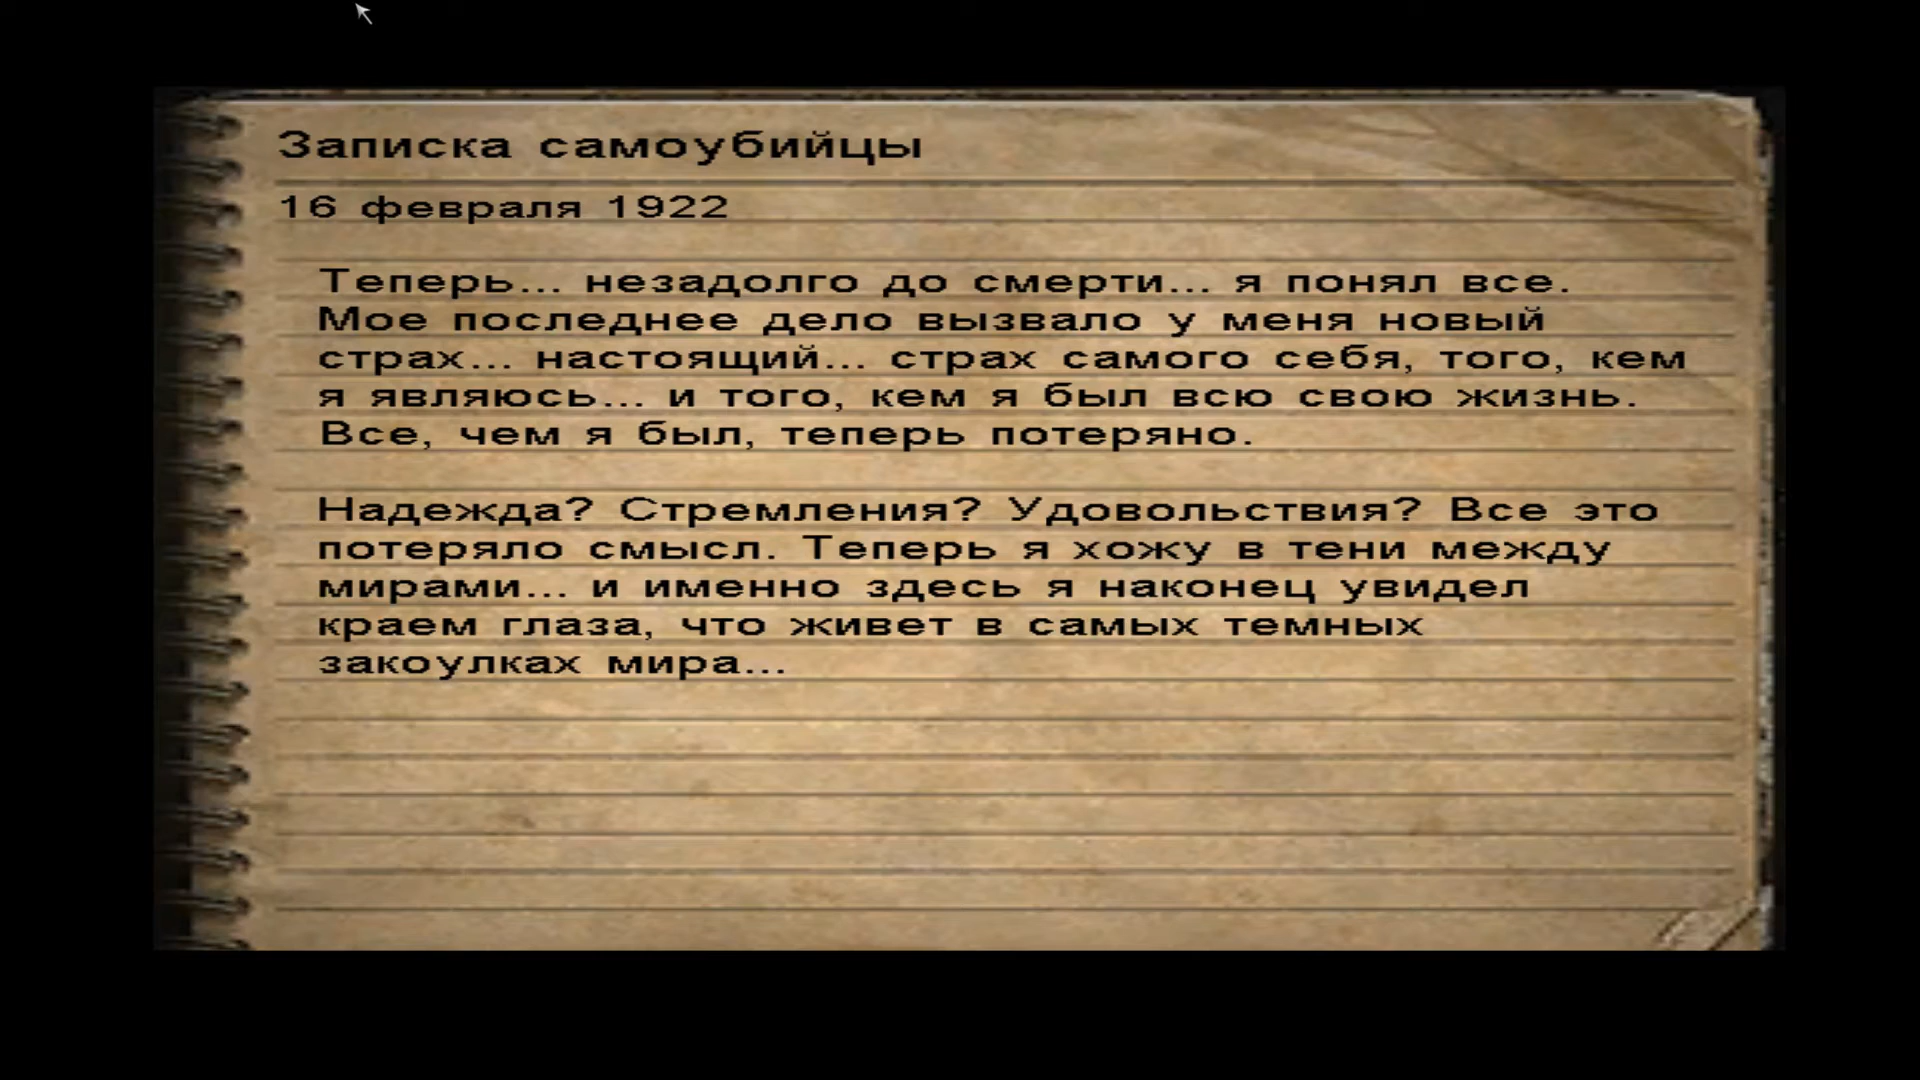 Записка самоубийцы
16 февраля 1922
Теперь... незадолго до смерти... я понял все.
Мое последнее дело вызвало у меня новый
страх... настоящий... страх самого себя, того, кем
я являюсь... и того, кем я был всю свою жизнь.
Все, чем я был, теперь потеряно.
Надежда? Стремления? Удовольствия? Все это
потеряло смысл. Теперь я хожу в тени между
мирами... и именно здесь я наконец увидел
краем глаза, что живет в самых темных
закоулках мира...